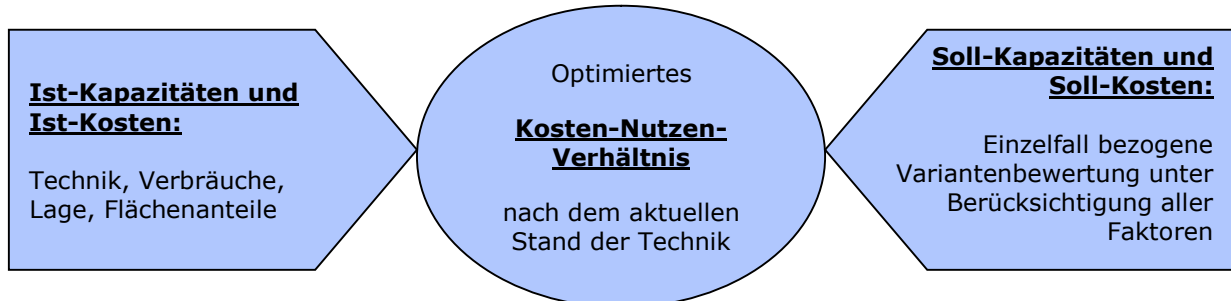 Ist-Kapazitäten und
Ist-Kosten:
Technik, Verbräuche,
Lage, Flächenanteile
Optimiertes
Kosten-Nutzen-
Verhältnis
nach dem aktuellen
Stand der Technik
Soll-Kapazitäten und
Soll-Kosten:
Einzelfall bezogene
Variantenbewertung unter
Berücksichtigung aller
Faktoren